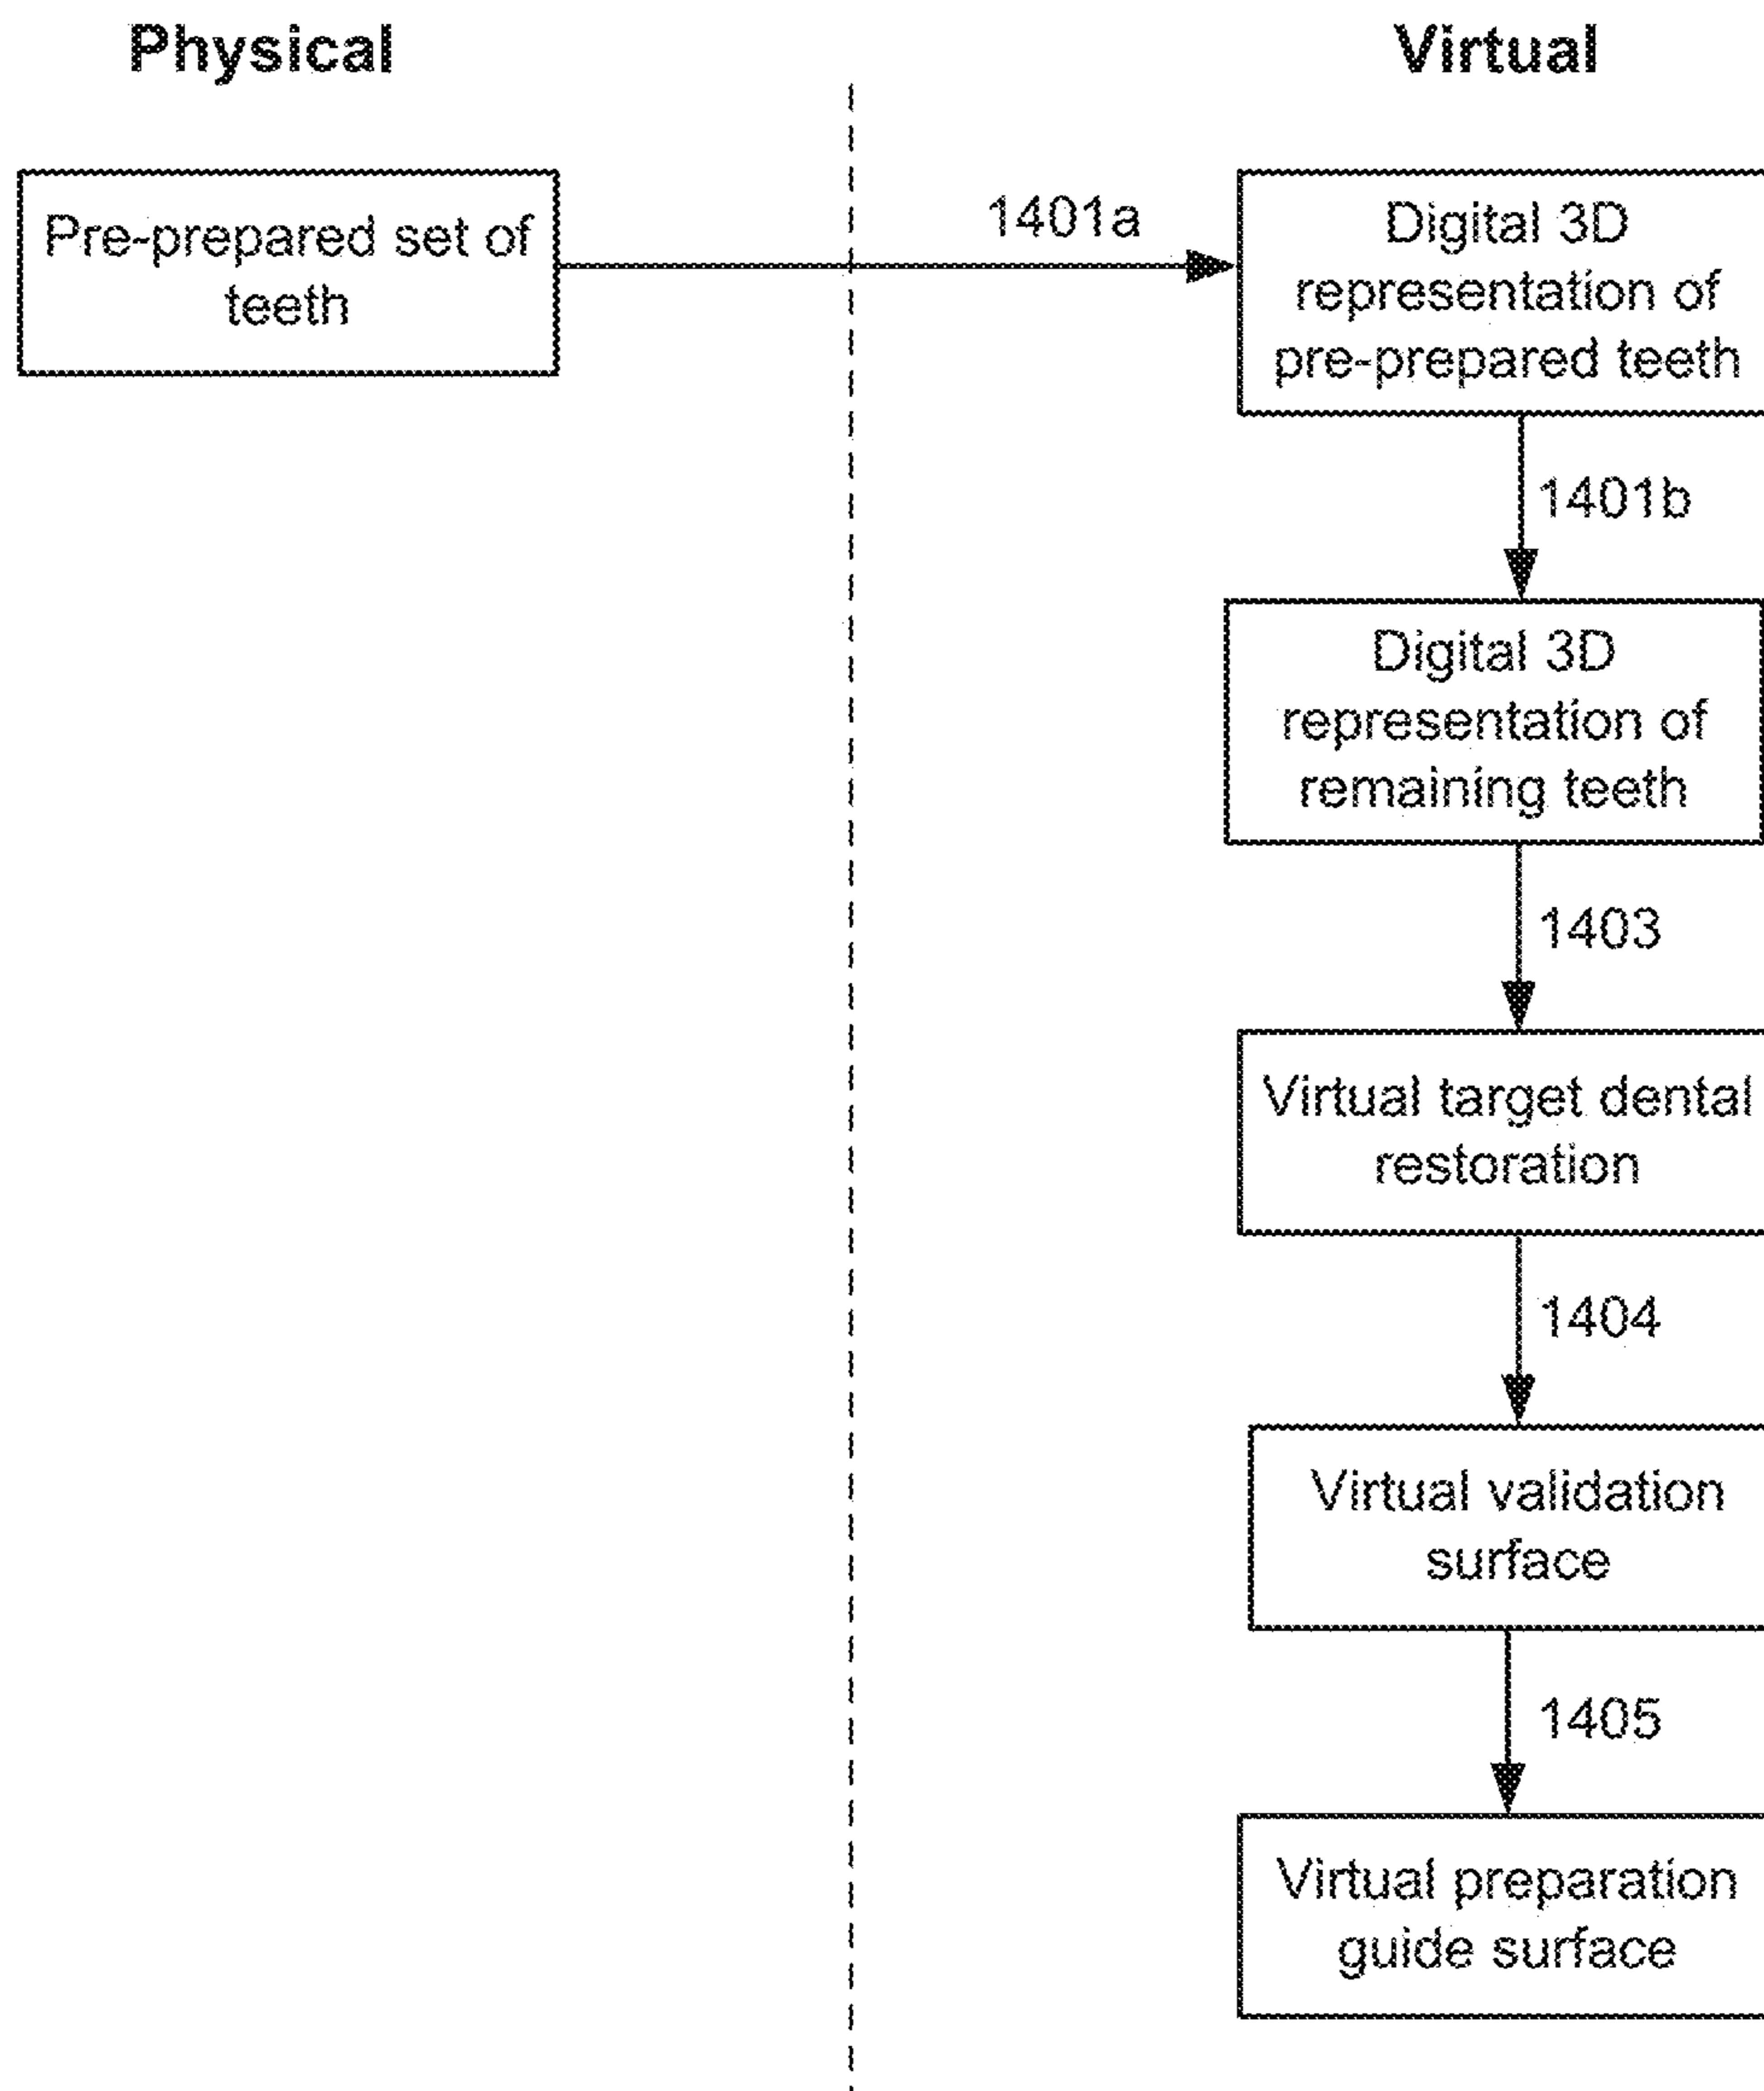 Physical
Virtual
Pre-prepared set of
teeth
1401a
Digital 3D
representation of
pre-prepared teeth
1401b
Digital 3D
representation of
remaining teeth
1403
Virtual target dental
restoration
1404
Virtual validation
surface
1405
Virtual preparation
guide surface